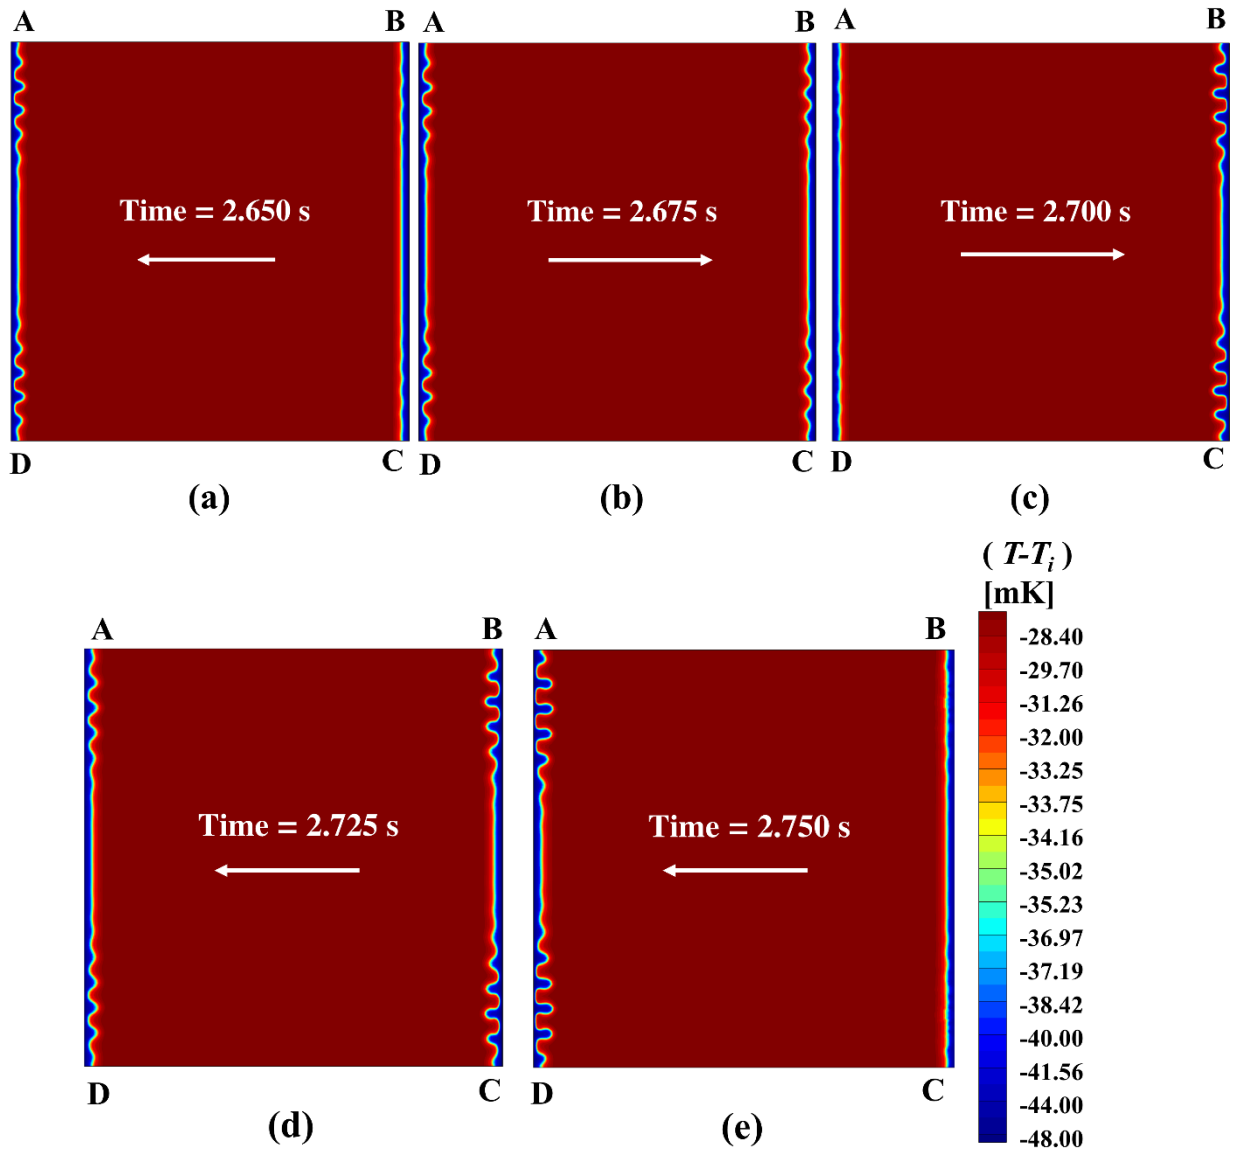 A B A B A B
Time = 2.650 s Time = 2.675 s Time = 2.700 s
D C D C D C
(a) (b) (c)
( T-Ti )
[mK]
A B A B
-28.40
-29.70
-31.26
-32.00
-33.25
-33.75
-34.16
-35.02
-35.23
-36.97
-37.19
-38.42
-40.00
-41.56
-44.00
-48.00
Time = 2.725 s Time = 2.750 s
D C D C
(d) (e)